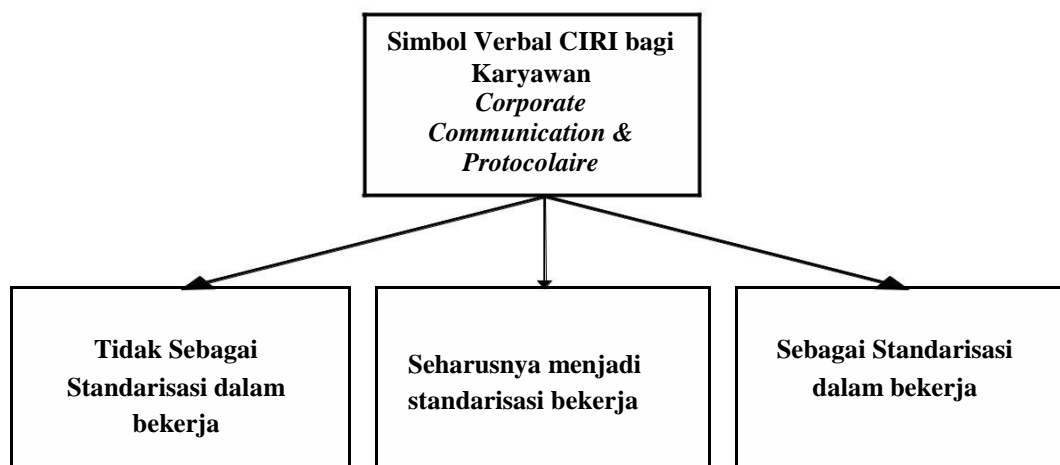 Simbol Verbal CIRI bagi
Karyawan
Corporate
Communication &
Protocolaire
Tidak Sebagai
Standarisasi dalam
bekerja
Seharusnya menjadi
standarisasi bekerja
Sebagai Standarisasi
dalam bekerja